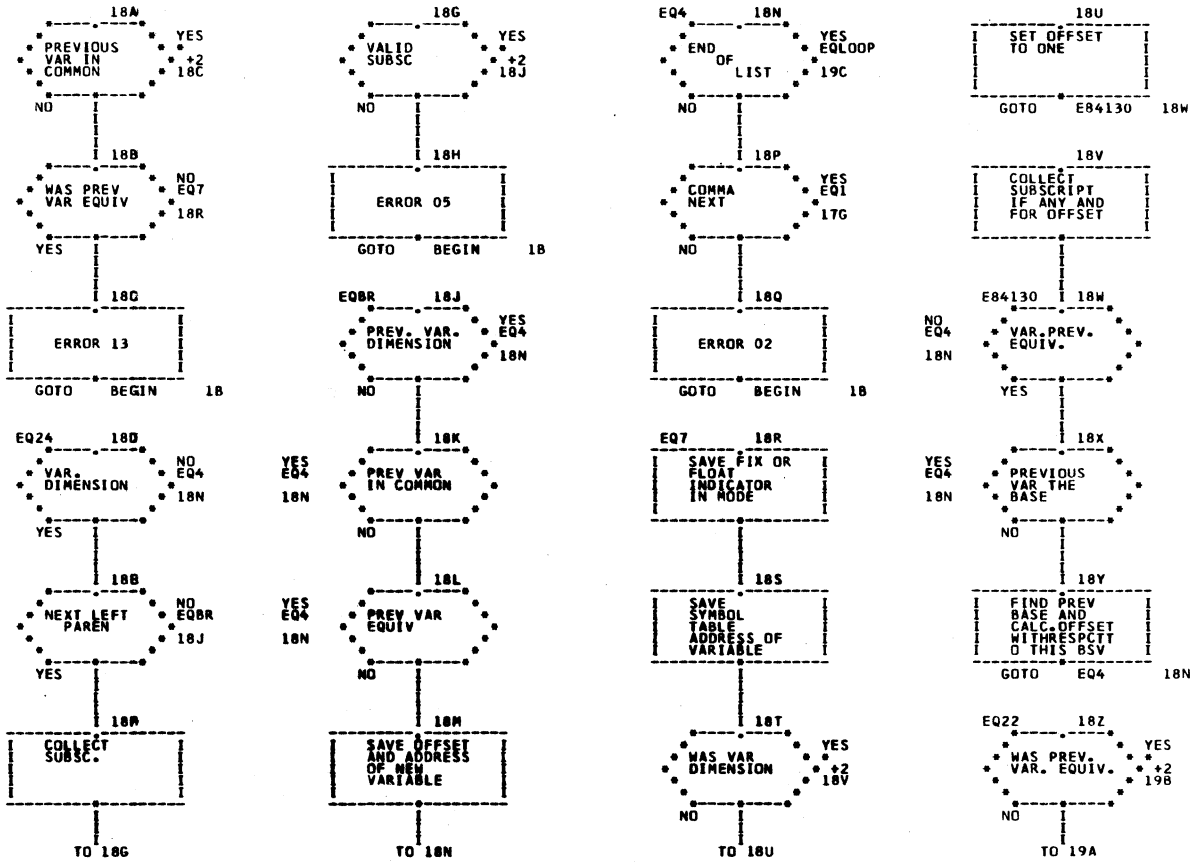 18A
PREVIOUS
VAR IN
COMMON
YES
+2
18C
NO
18B
WAS PREV
VAR EQUIV
NO
EQ7
18R
YES
18C
ERROR 13
GOTO BEGIN 1B
EQ24 18D
VAR.
DIMENSION
NO
EQ4
18N
YES
18B
NEXT LEFT
PAREN
NO
EQBR
18J
YES
COLLECT
SUBSC.
TO 18G
18G
VALID
SUBSC
YES
+2
18J
NO
18H
ERROR 05
GOTO BEGIN 1B
EQBR 18J
PREV. VAR.
DIMENSION
YES
EQ4
18N
NO
18K
YES
EQ4
18N
PREV VAR
IN COMMON
NO
18L
YES
EQ4
18N
PREV VAR
EQUIV
NO
18M
SAVE OFFSET
AND ADDRESS
OF NEW
VARIABLE
TO 18N
EQ4 18N
END
OF
LIST
YES
EQLOOP
19C
NO
18P
COMMA
NEXT
YES
EQ1
17G
NO
18Q
ERROR 02
GOTO BEGIN 1B
EQ7 18R
SAVE FIX OR
FLOAT
INDICATOR
IN MODE
18S
SAVE
SYMBOL
TABLE
ADDRESS OF
VARIABLE
18T
WAS VAR
DIMENSION
YES
+2
18V
NO
TO 18U
18U
SET OFFSET
TO ONE
GOTO E84130 18W
18V
COLLECT
SUBSCRIPT
IF ANY AND
FOR OFFSET
E84130 18W
NO
EQ4
18N
VAR.PREV.
EQUIV.
YES
18X
YES
EQ4
18N
PREVIOUS
VAR THE
BASE
NO
18Y
FIND PREV
BASE AND
CALC.OFFSET
WITHRESPCTT
O THIS BSV
GOTO EQ4 18N
EQ22 18Z
WAS PREV.
VAR. EQUIV.
YES
+2
19B
NO
TO 19A